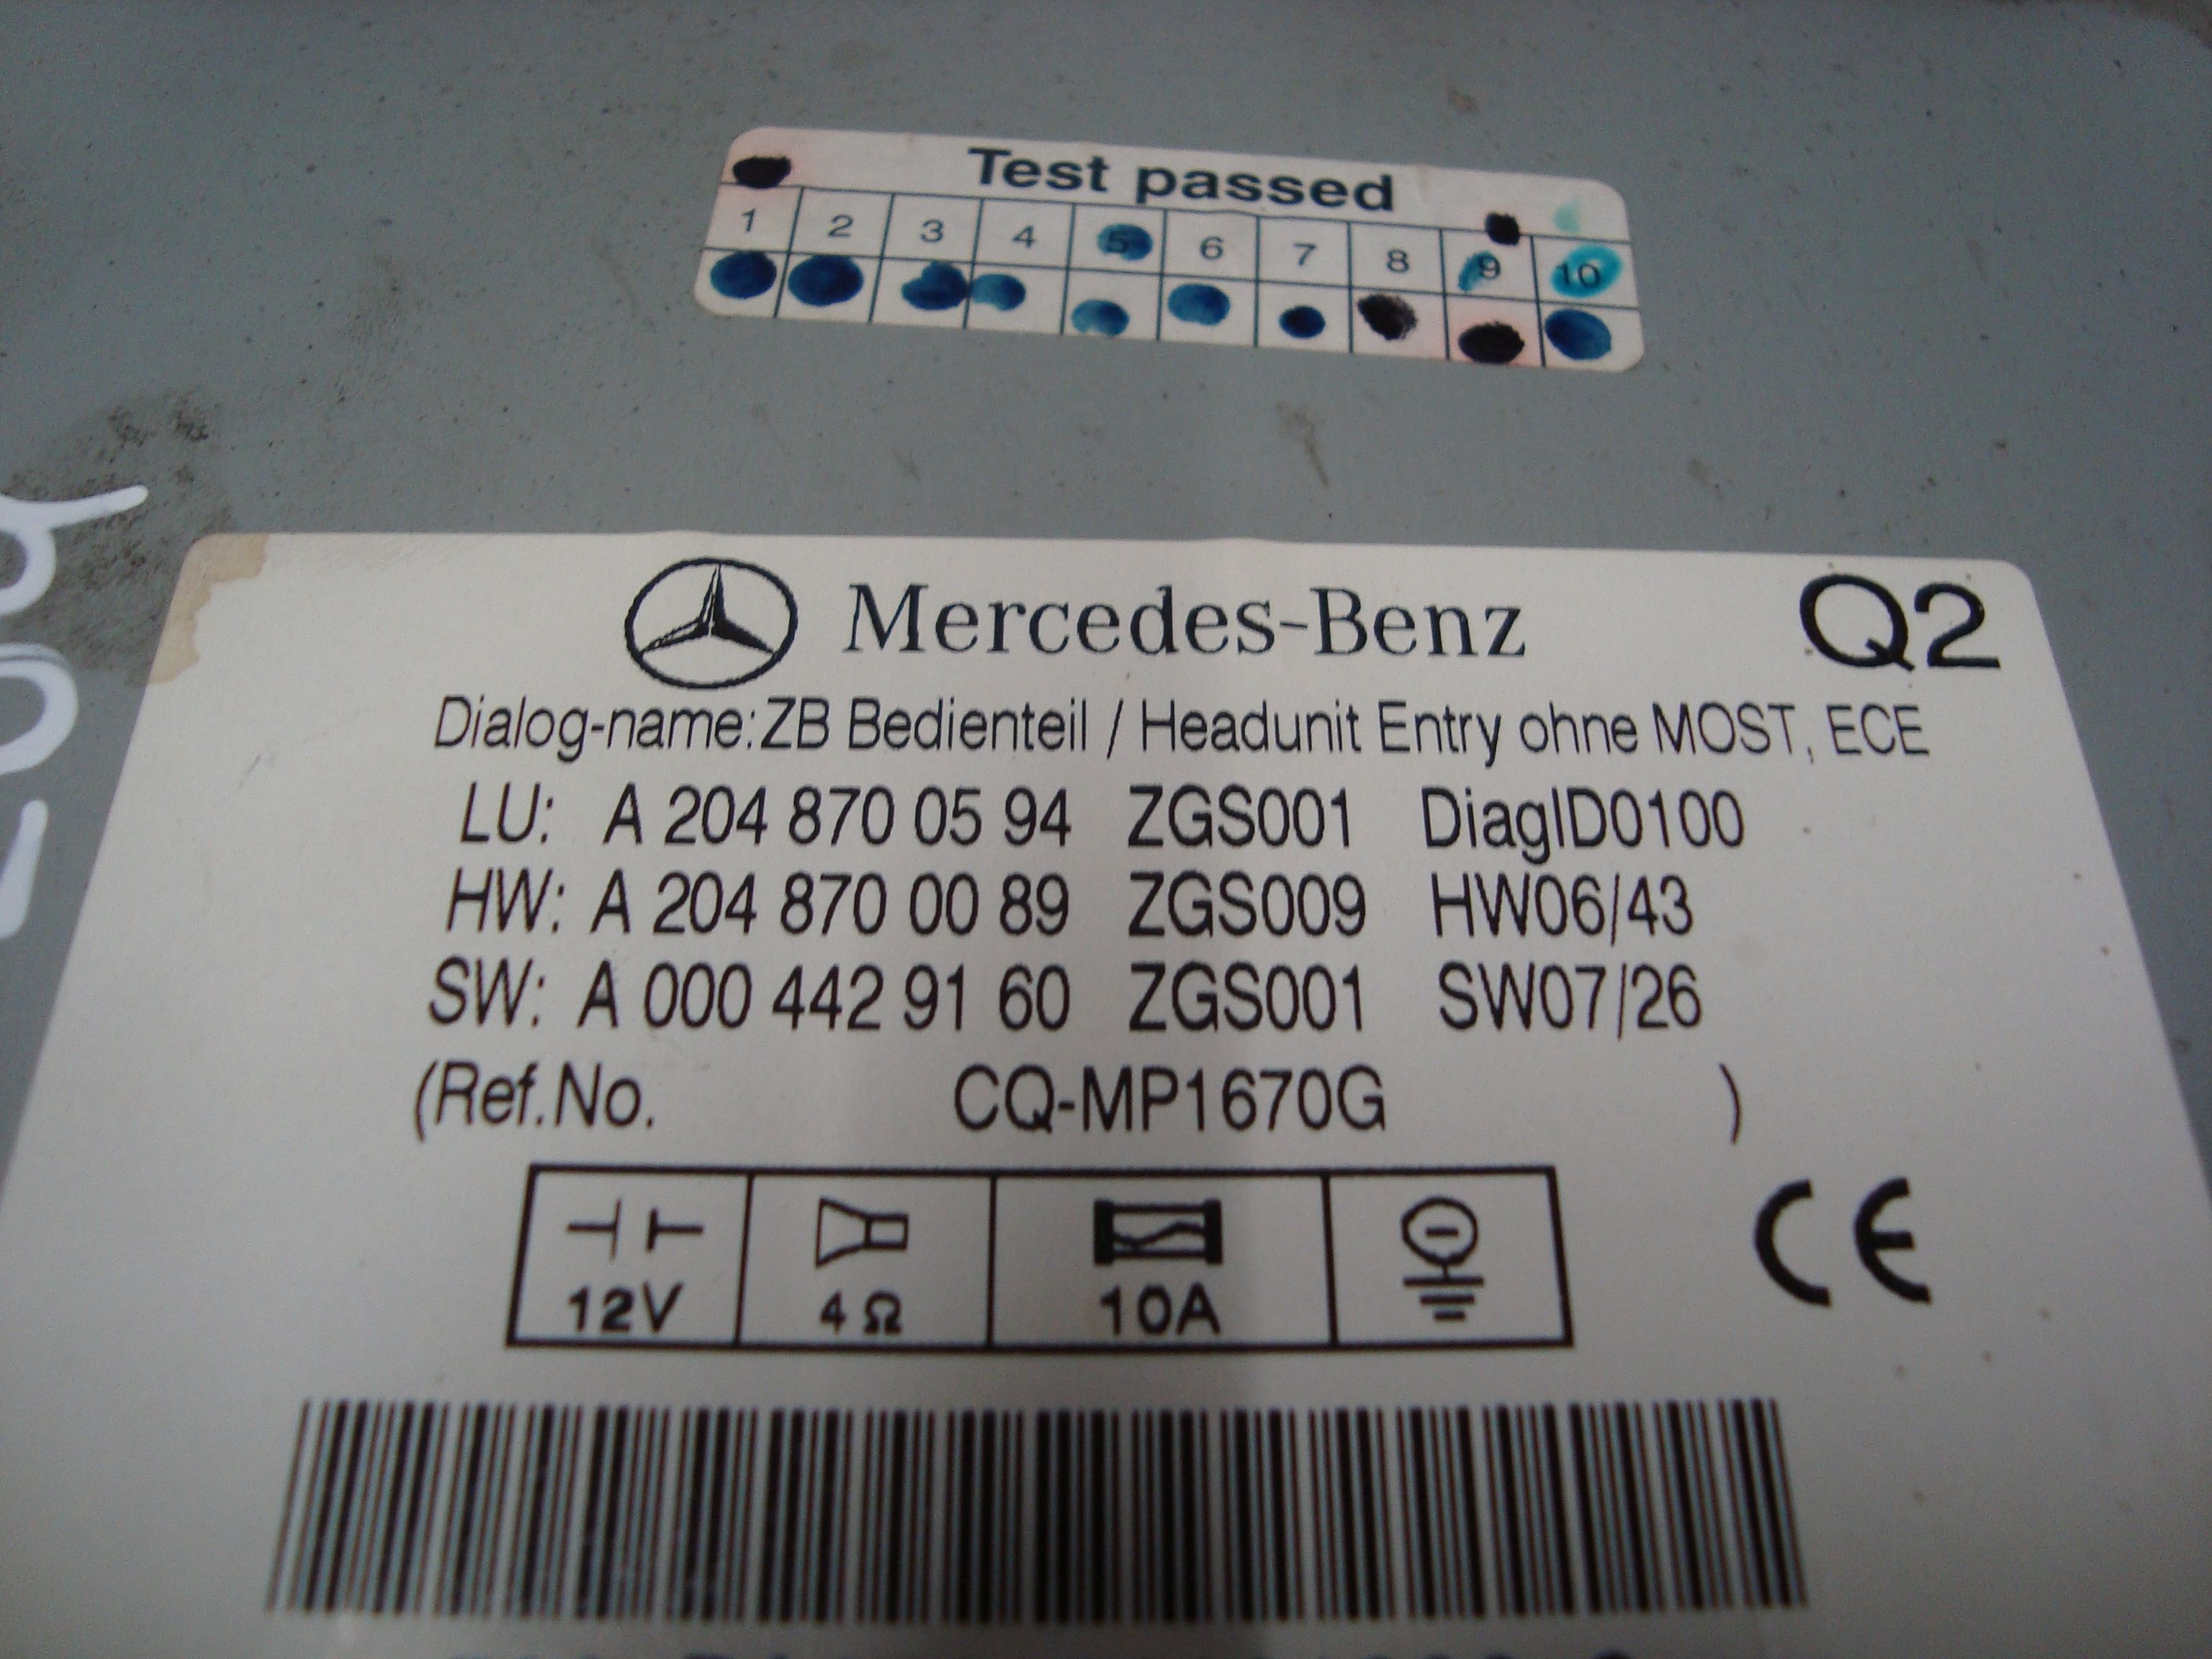 Test passed
1 2 3 4 5 6 7 8 9 10
Mercedes-Benz Q2
Dialog-name:ZB Bedienteil / Headunit Entry ohne MOST, ECE
LU: A 204 870 05 94 ZGS001 DiagID0100
HW: A 204 870 00 89 ZGS009 HW06/43
SW: A 000 442 91 60 ZGS001 SW07/26
(Ref.No. CQ-MP1670G )
12V 4Ω 10A
CE